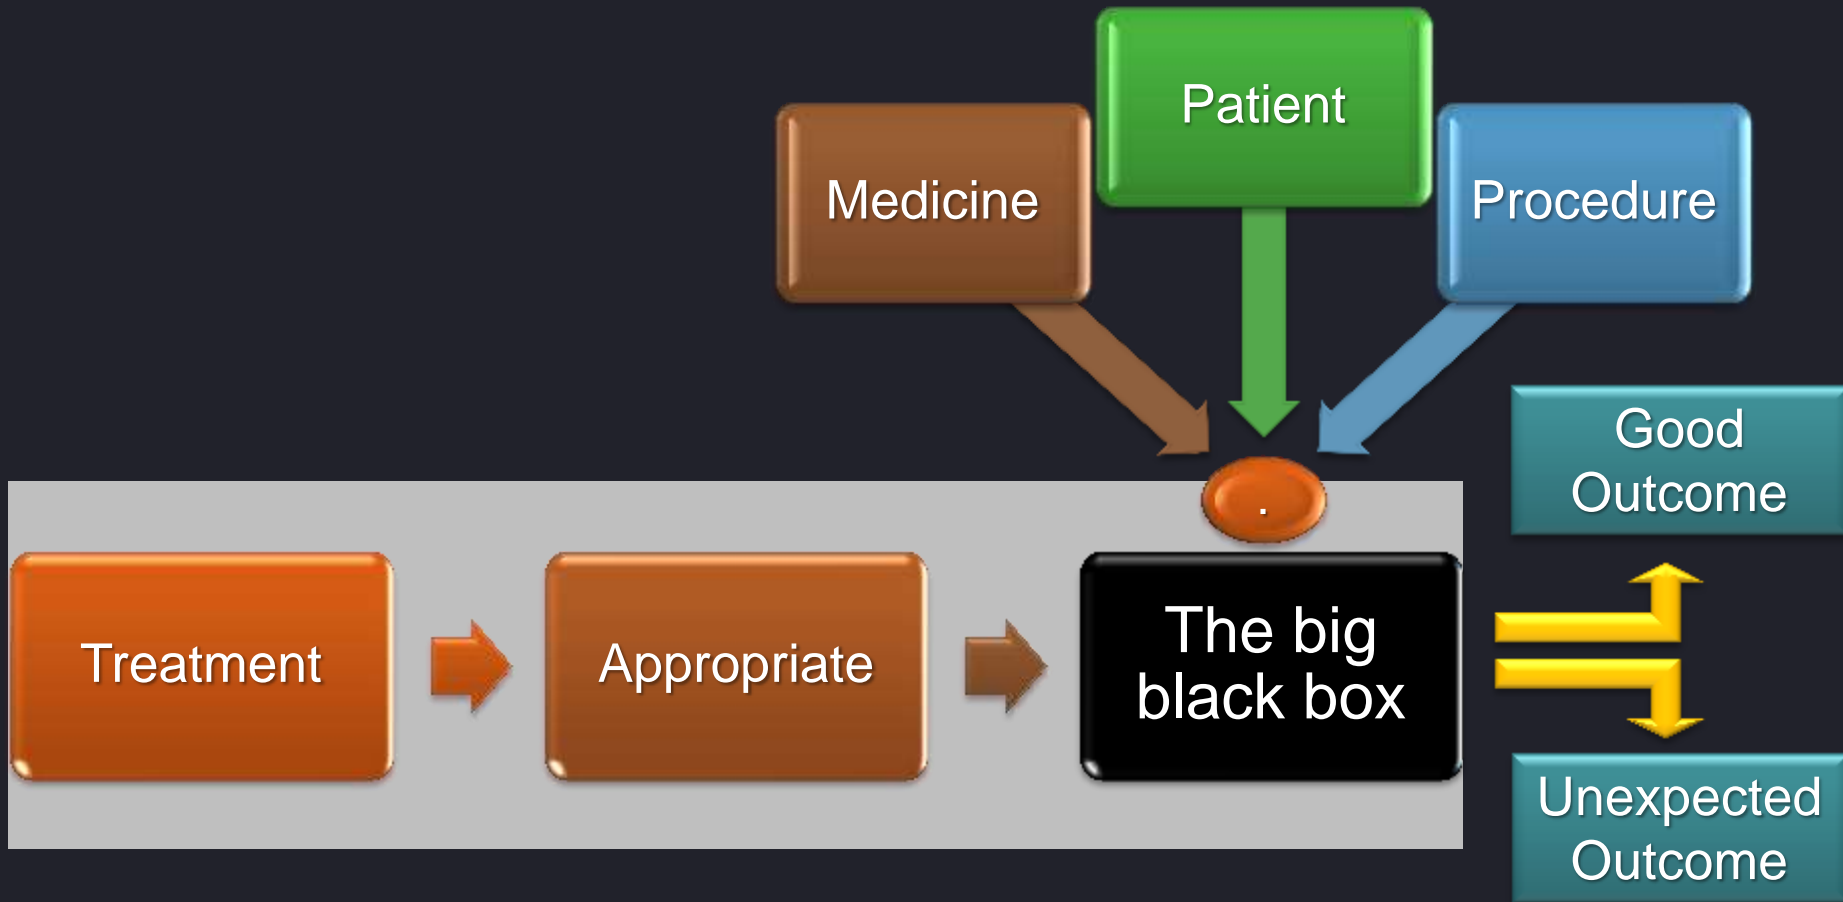 Patient
Medicine
Procedure
Good
Outcome
.
Treatment
Appropriate
The big
black box
Unexpected
Outcome